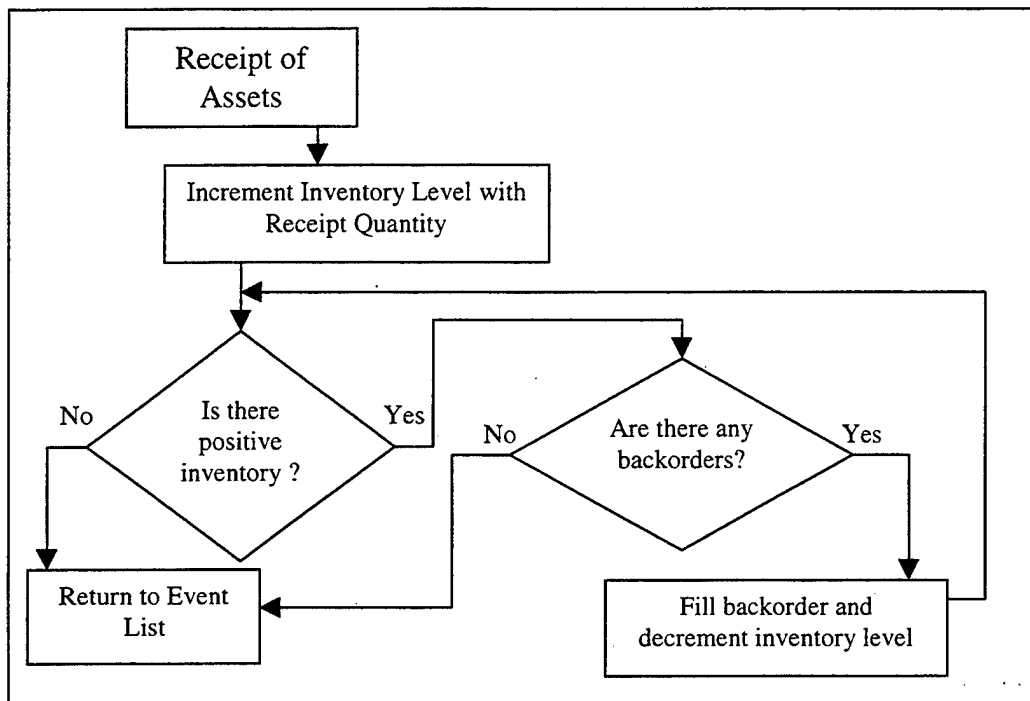 Receipt of
Assets
Increment Inventory Level with
Receipt Quantity
No
Is there
positive
inventory ?
Yes
No
Are there any
backorders?
Yes
Return to Event
List
Fill backorder and
decrement inventory level